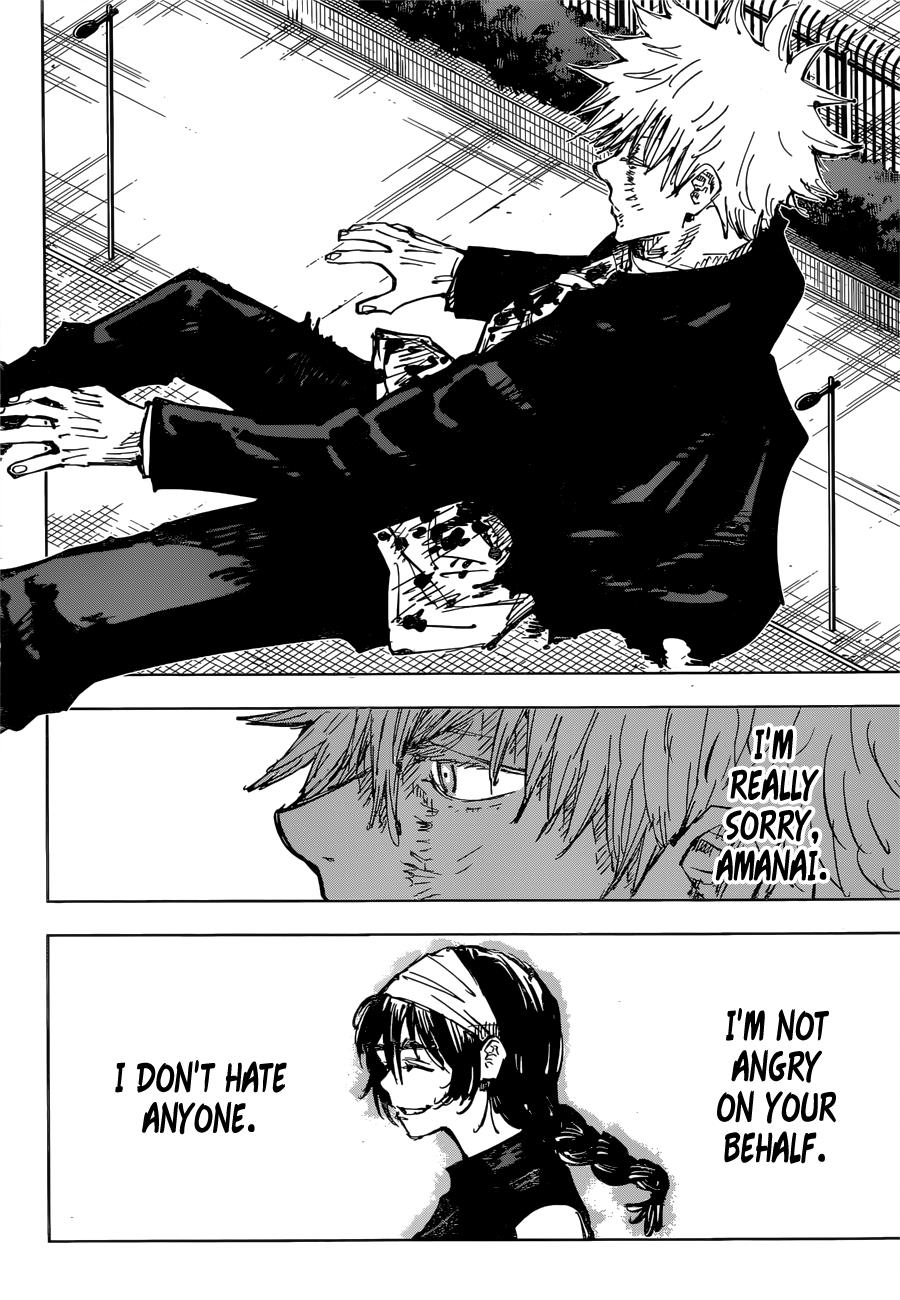 I'M
REALLY
SORRY,
AMANAI.
I'M NOT
ANGRY
ON YOUR
BEHALF.
I DON'T HATE
ANYONE.